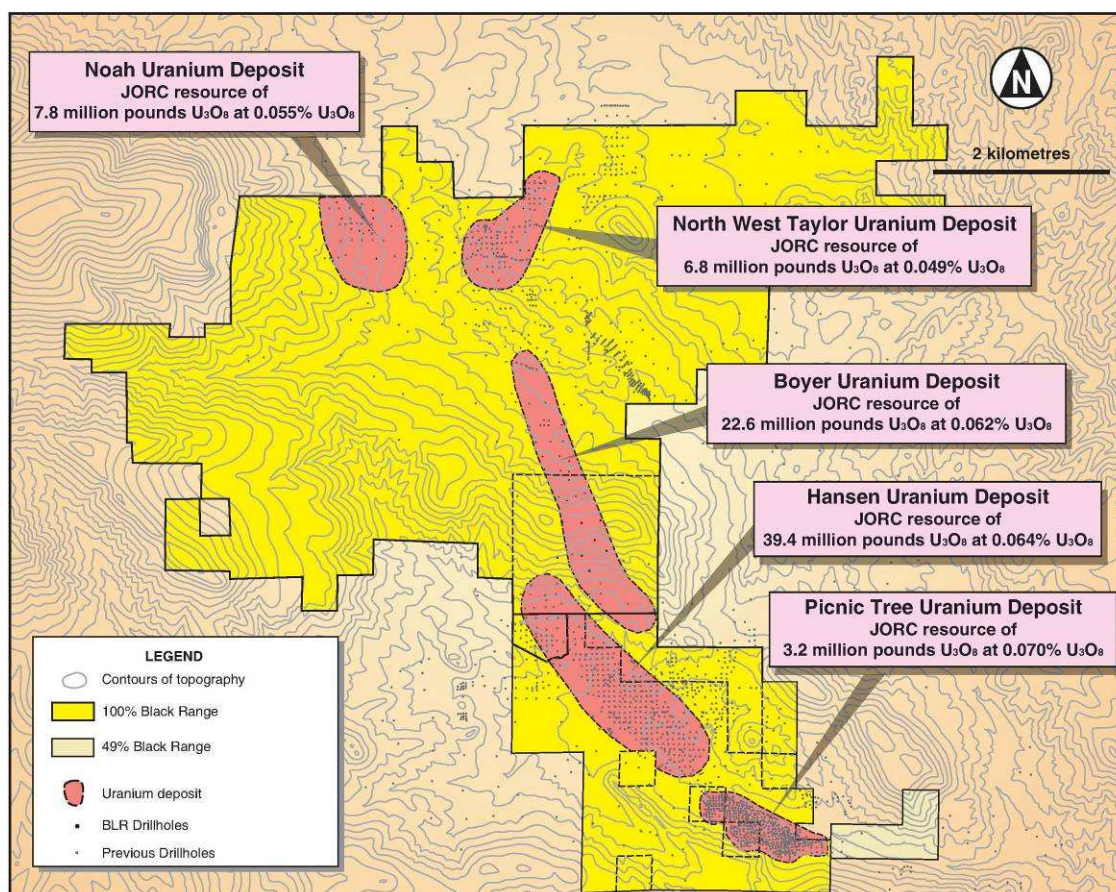 Noah Uranium Deposit
JORC resource of
7.8 million pounds U₃O₈ at 0.055% U₃O₈
N
2 kilometres
North West Taylor Uranium Deposit
JORC resource of
6.8 million pounds U₃O₈ at 0.049% U₃O₈
Boyer Uranium Deposit
JORC resource of
22.6 million pounds U₃O₈ at 0.062% U₃O₈
Hansen Uranium Deposit
JORC resource of
39.4 million pounds U₃O₈ at 0.064% U₃O₈
Picnic Tree Uranium Deposit
JORC resource of
3.2 million pounds U₃O₈ at 0.070% U₃O₈
LEGEND
Contours of topography
100% Black Range
49% Black Range
Uranium deposit
BLR Drillholes
Previous Drillholes